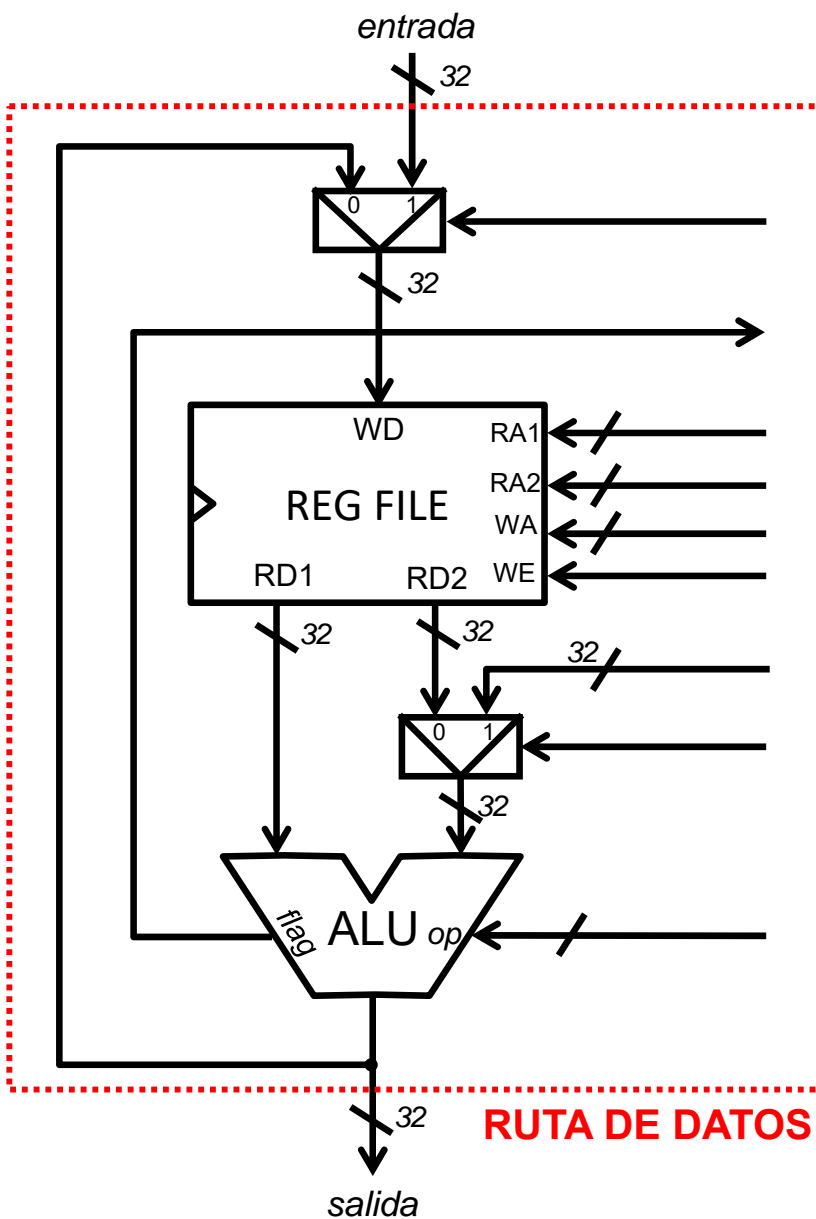 entrada
32
0 1
32
WD
RA1
RA2
REG FILE
WA
WE
RD1
RD2
32
32
32
0 1
32
flag
ALU
op
32
RUTA DE DATOS
salida